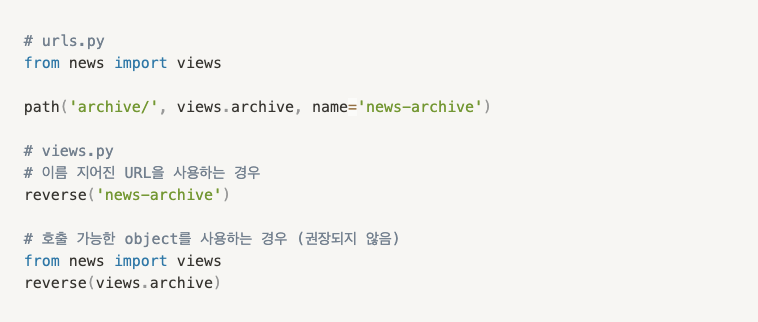 # urls.py
from news import views
path('archive/', views.archive, name='news-archive')
# views.py
# 이름 지어진 URL을 사용하는 경우
reverse('news-archive')
# 호출 가능한 object를 사용하는 경우 (권장되지 않음)
from news import views
reverse(views.archive)